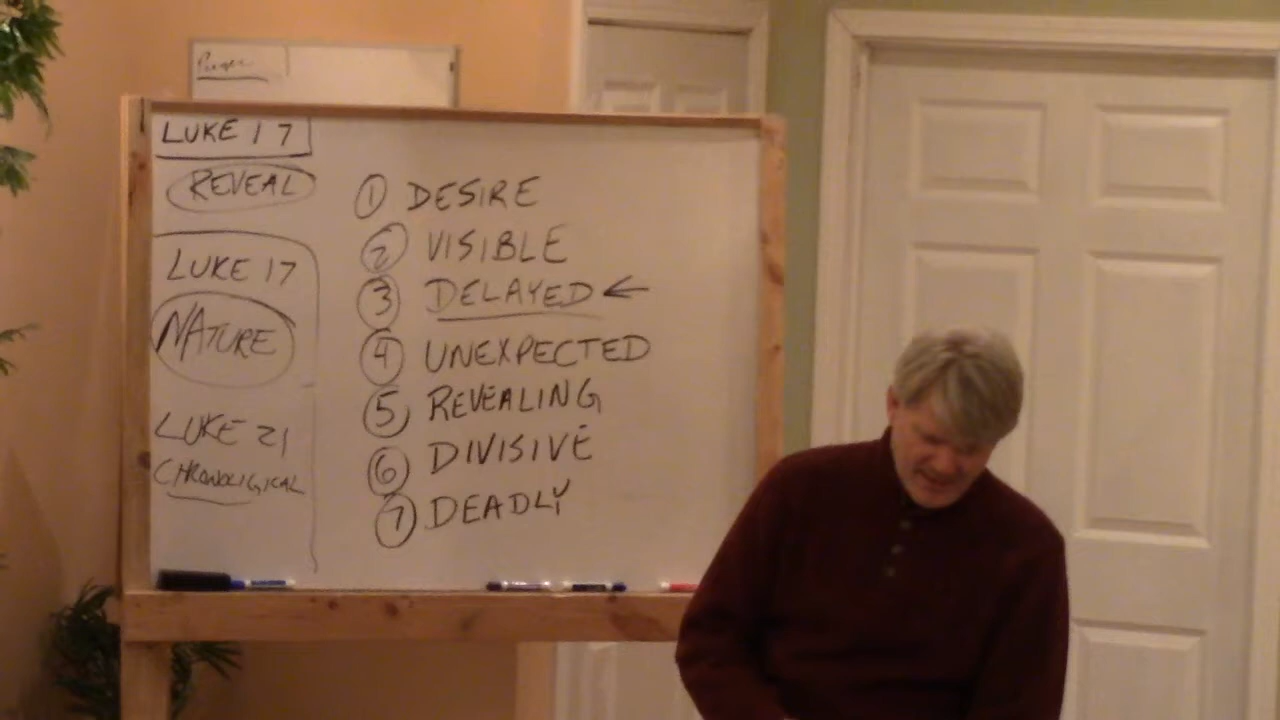 LUKE 17
REVEAL
LUKE 17
NATURE
LUKE 21
CHRONOLIGICAL
1 DESIRE
2 VISIBLE
3 DELAYED ←
4 UNEXPECTED
5 REVEALING
6 DIVISIVE
7 DEADLY